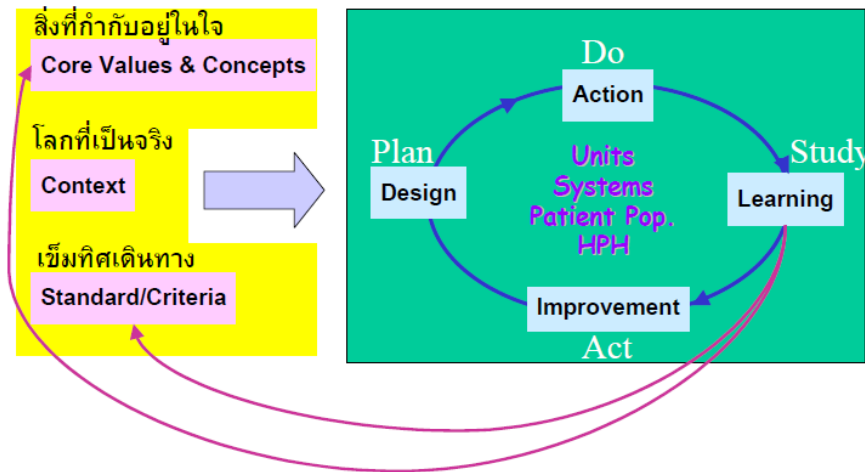 สิ่งที่กำกับอยู่ในใจ
Core Values & Concepts
โลกที่เป็นจริง
Context
เข็มทิศเดินทาง
Standard/Criteria
Do
Action
Plan
Design
Units
Systems
Patient Pop.
HPH
Study
Learning
Improvement
Act